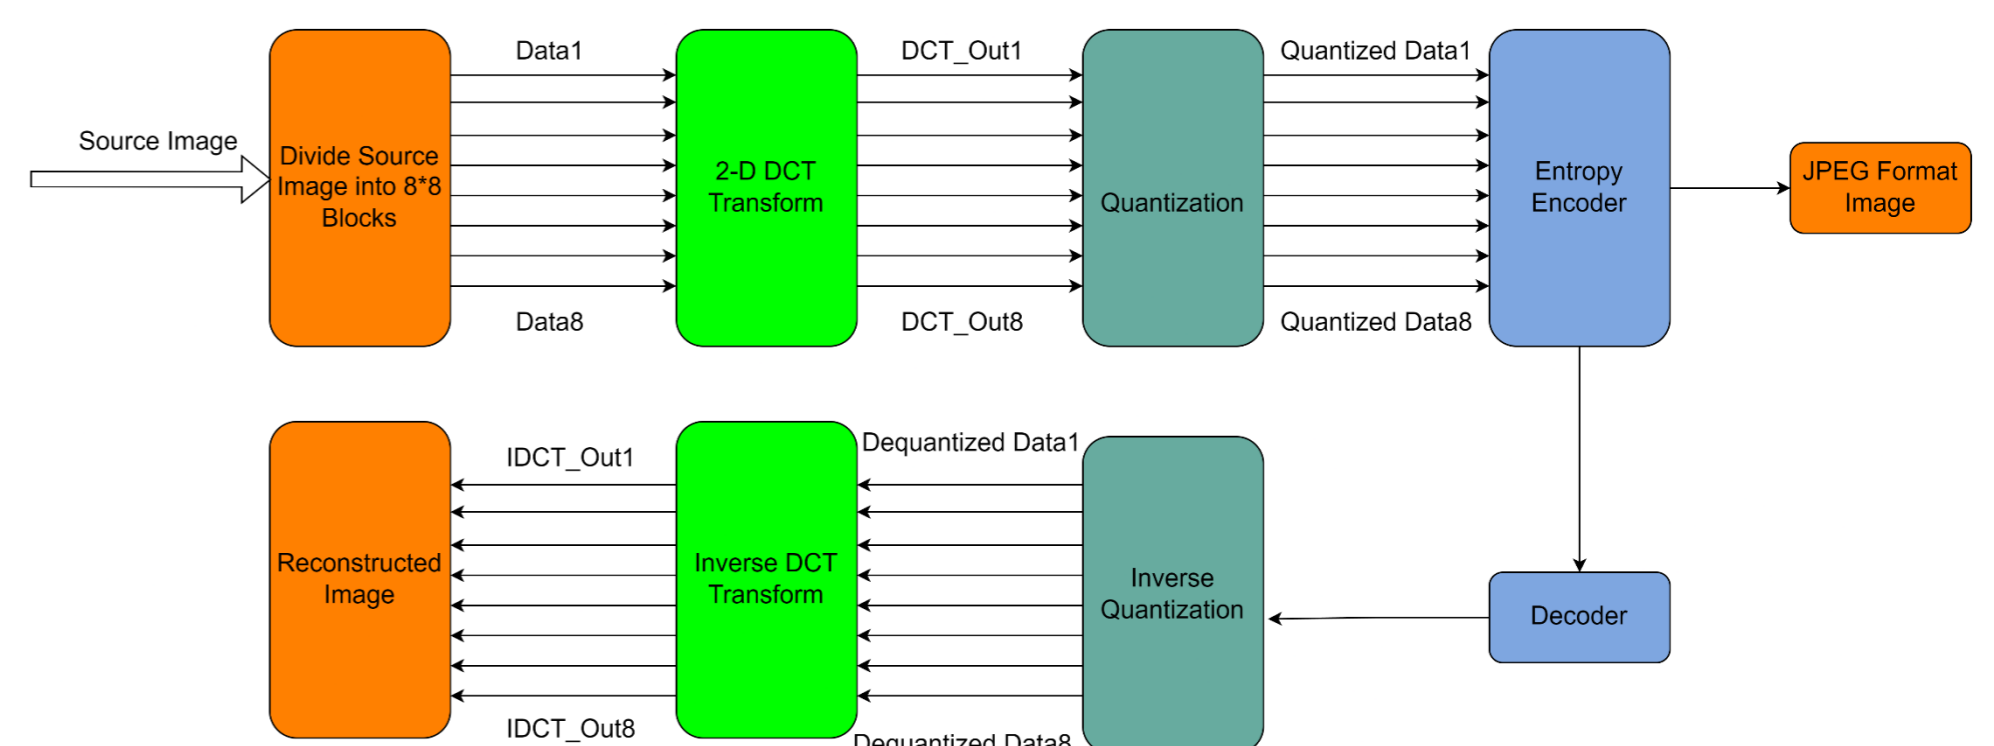 Data1
DCT_Out1
Quantized Data1
Source Image
Divide Source
Image into 8*8
Blocks
2-D DCT
Transform
Quantization
Entropy
Encoder
JPEG Format
Image
Data8
DCT_Out8
Quantized Data8
IDCT_Out1
Dequantized Data1
Reconstructed
Image
Inverse DCT
Transform
Inverse
Quantization
Decoder
IDCT_Out8
Dequantized Data8